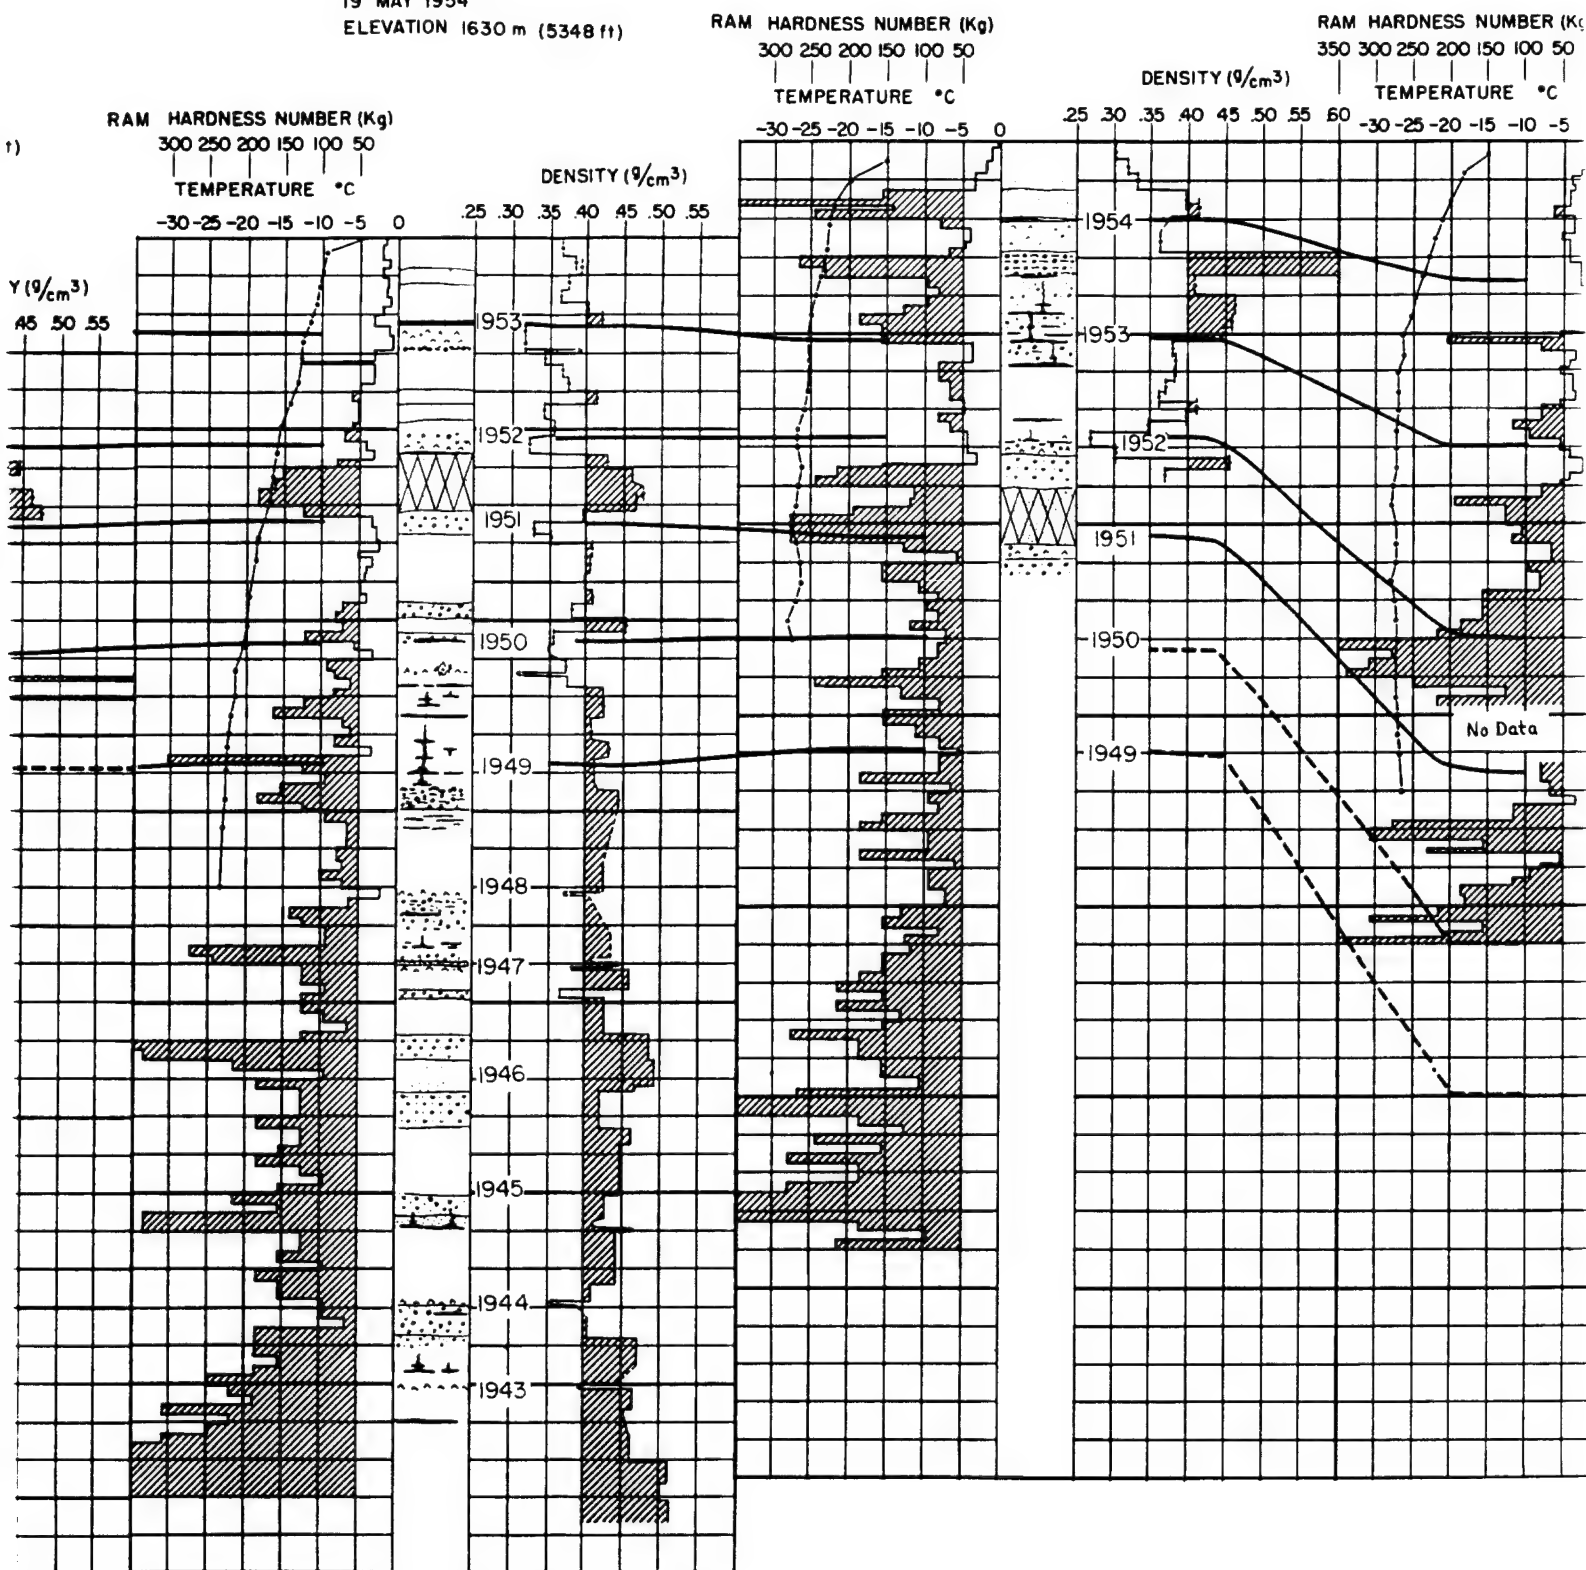 19 MAY 1954
ELEVATION 1630 m (5348 ft)
RAM HARDNESS NUMBER (Kg)
300 250 200 150 100 50
TEMPERATURE °C
-30 -25 -20 -15 -10 -5 0
RAM HARDNESS NUMBER
350 300 250 200 150 100 50
DENSITY (g/cm³)
TEMPERATURE °C
.25 .30 .35 .40 .45 .50 .55 .60 -30 -25 -20 -15 -10 -5
RAM HARDNESS NUMBER (Kg)
300 250 200 150 100 50
TEMPERATURE °C
-30 -25 -20 -15 -10 -5 0
DENSITY (g/cm³)
.25 .30 .35 .40 .45 .50 .55
t)
Y (g/cm³)
.45 .50 .55
1953
1952
1951
1950
1949
1948
1947
1946
1945
1944
1943
1954
1953
1952
1951
1950
1949
No Data